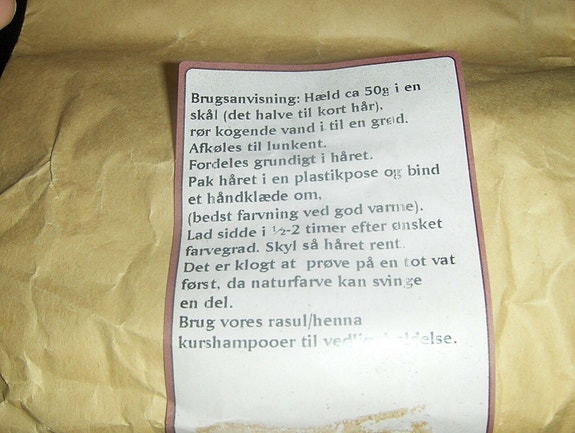 Brugsanvisning: Hæld ca 50g i en
skål (det halve til kort hår),
rør kogende vand i til en grød.
Afkøles til lunkent.
Fordeles grundigt i håret.
Pak håret i en plastikpose og bind
et håndklæde om,
(bedst farvning ved god varme).
Lad sidde i ½-2 timer efter ønsket
farvegrad. Skyl så håret rent.
Det er klogt at prøve på en tot vat
først, da naturfarve kan svinge
en del.
Brug vores rasul/henna
kurshampooer til